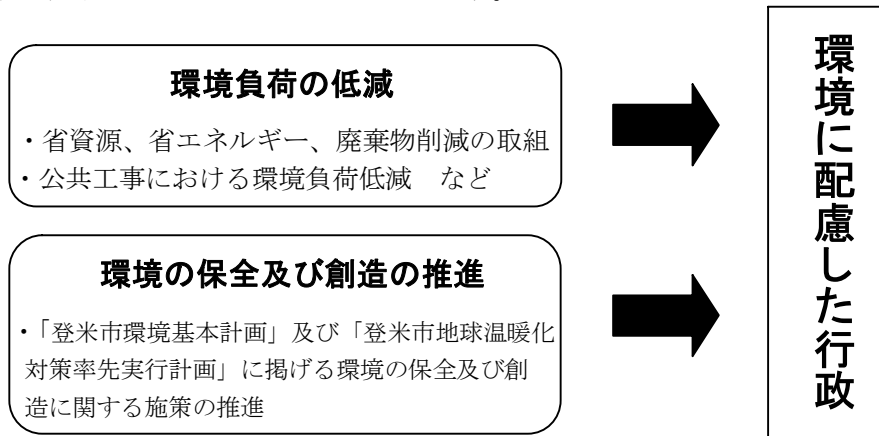 環境負荷の低減
・省資源、省エネルギー、廃棄物削減の取組
・公共工事における環境負荷低減　など
環境の保全及び創造の推進
・「登米市環境基本計画」及び「登米市地球温暖化
対策率先実行計画」に掲げる環境の保全及び創
造に関する施策の推進
環境に配慮した行政